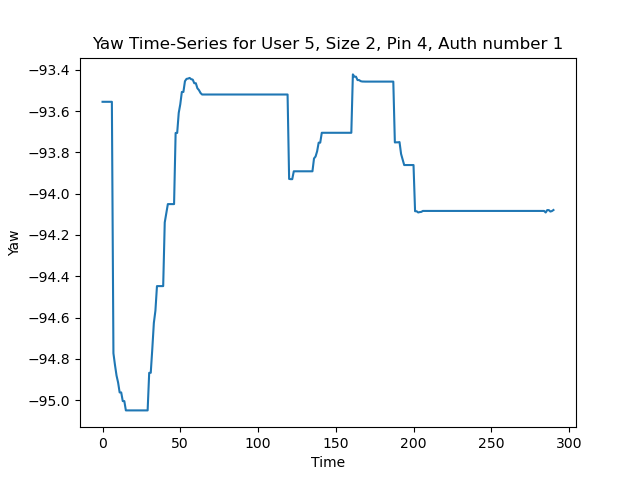 Yaw Time-Series for User 5, Size 2, Pin 4, Auth number 1
−93.4
−93.6
−93.8
−94.0
−94.2
−94.4
−94.6
−94.8
−95.0
Yaw
0 50 100 150 200 250 300
Time